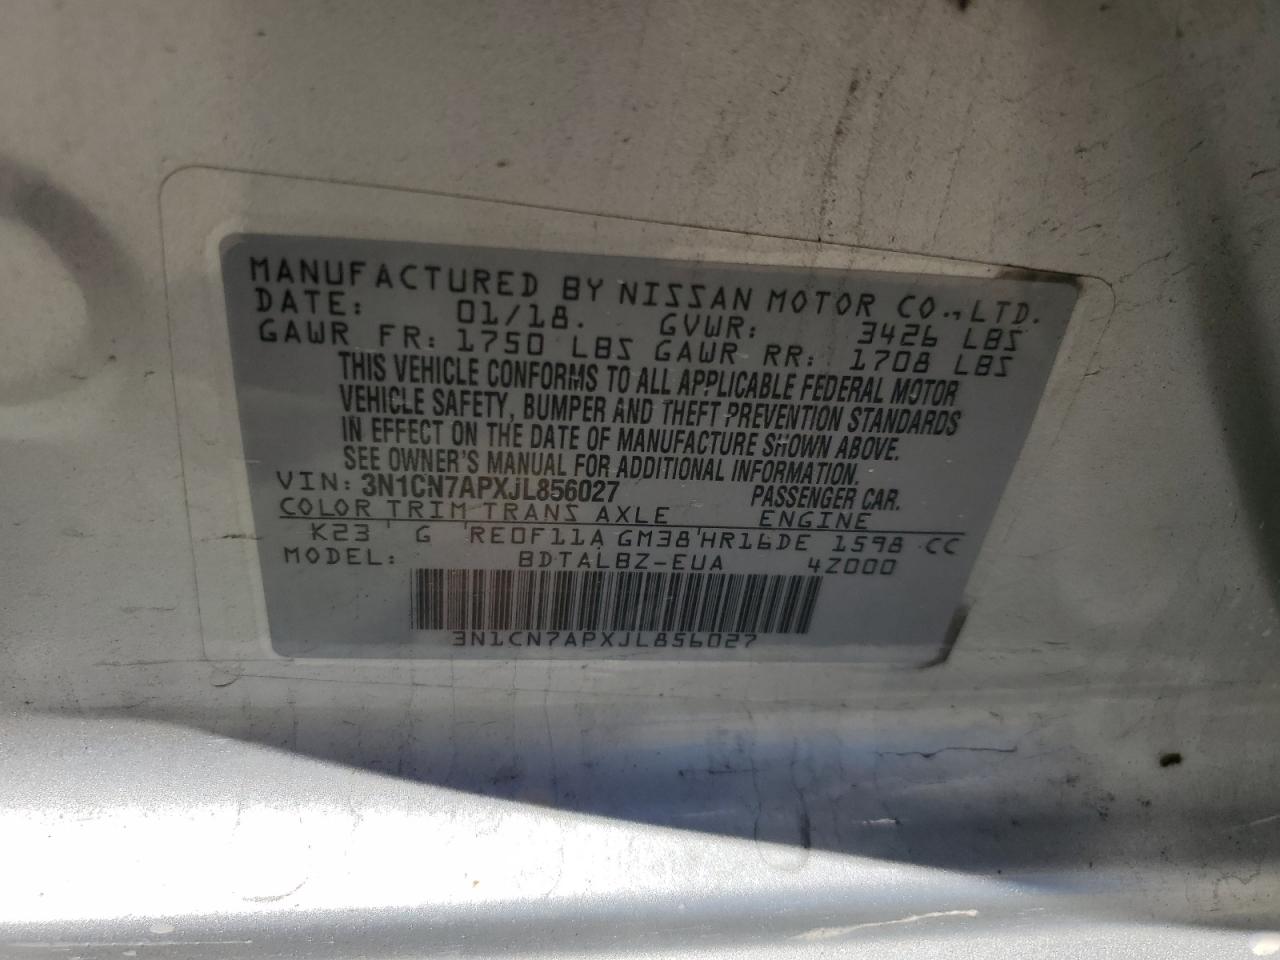 MANUFACTURED BY NISSAN MOTOR CO., LTD.
DATE: 01/18. GVWR: 3426 LBS
GAWR FR: 1750 LBS GAWR RR: 1708 LBS
THIS VEHICLE CONFORMS TO ALL APPLICABLE FEDERAL MOTOR
VEHICLE SAFETY, BUMPER AND THEFT PREVENTION STANDARDS
IN EFFECT ON THE DATE OF MANUFACTURE SHOWN ABOVE.
SEE OWNER'S MANUAL FOR ADDITIONAL INFORMATION.
VIN: 3N1CN7APXJL856027 PASSENGER CAR.
COLOR TRIM TRANS AXLE ENGINE
K23 ' G 'RE0F11A GM38'HR16DE 1598 CC
MODEL: BDTALBZ-EUA 4Z000
3N1CN7APXJL856027